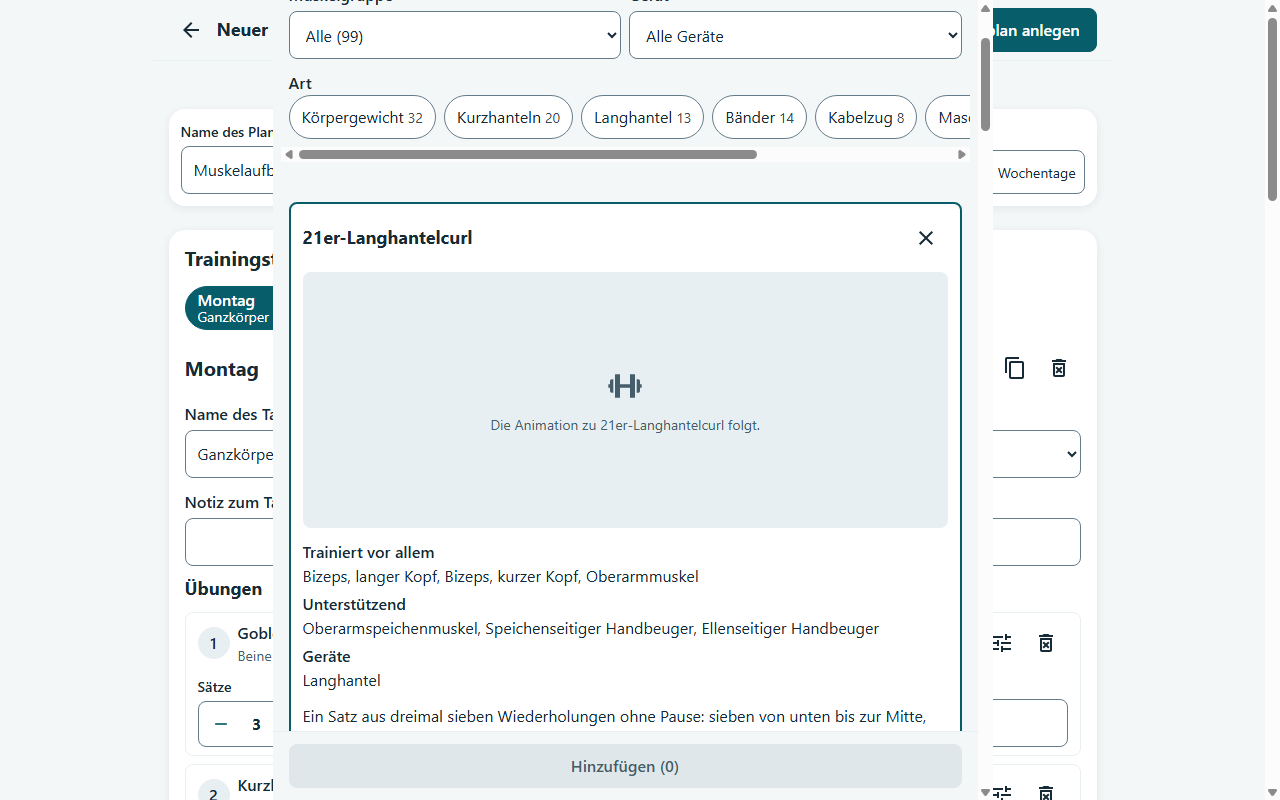 Neuer
plan anlegen
Alle (99)
Alle Geräte
Art
Körpergewicht 32
Kurzhanteln 20
Langhantel 13
Bänder 14
Kabelzug 8
Name des Plan
Muskelaufb
Wochentage
21er-Langhantelcurl
Trainingst
Montag
Ganzkörper
Montag
Die Animation zu 21er-Langhantelcurl folgt.
Name des Ta
Ganzkörpe
Notiz zum Ta
Trainiert vor allem
Bizeps, langer Kopf, Bizeps, kurzer Kopf, Oberarmmuskel
Unterstützend
Oberarmspeichenmuskel, Speichenseitiger Handbeuger, Ellenseitiger Handbeuger
Geräte
Langhantel
Ein Satz aus dreimal sieben Wiederholungen ohne Pause: sieben von unten bis zur Mitte,
Übungen
1
Goble
Beine
Sätze
3
2
Kurzh
Hinzufügen (0)